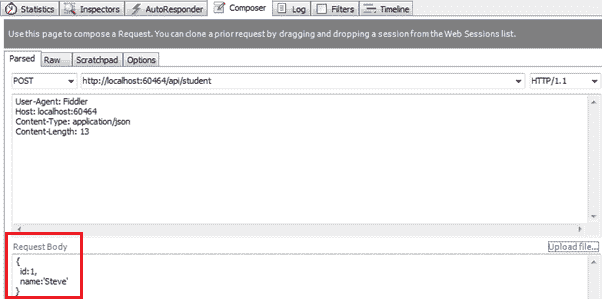 Statistics Inspectors AutoResponder Composer Log Filters Timeline
Use this page to compose a Request. You can clone a prior request by dragging and dropping a session from the Web Sessions list.
Parsed Raw Scratchpad Options
POST http://localhost:60464/api/student HTTP/1.1
User-Agent: Fiddler
Host: localhost:60464
Content-Type: application/json
Content-Length: 13
Request Body Upload file...
{
id:1,
name:'Steve'
}